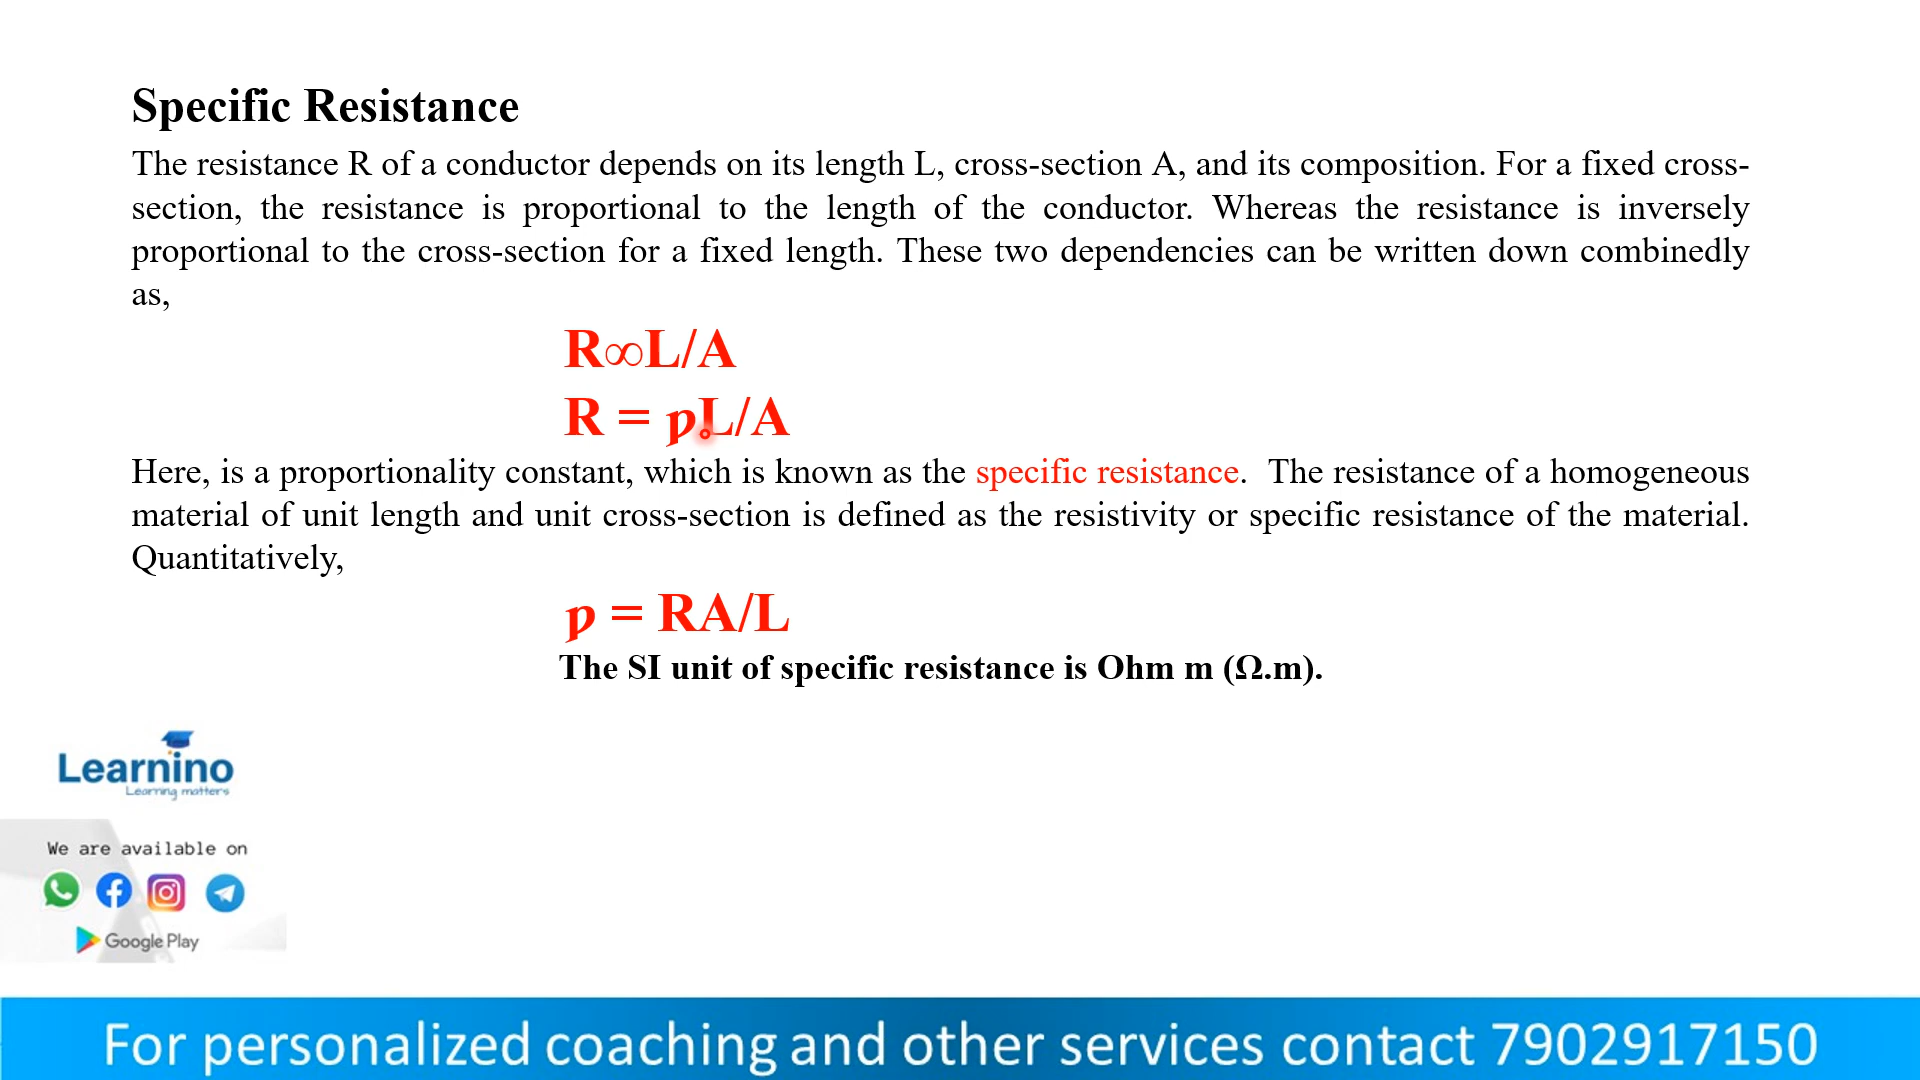 Specific Resistance
The resistance R of a conductor depends on its length L, cross-section A, and its composition. For a fixed cross-
section, the resistance is proportional to the length of the conductor. Whereas the resistance is inversely
proportional to the cross-section for a fixed length. These two dependencies can be written down combinedly
as,
R∞L/A
R = 𝑝L/A
Here, is a proportionality constant, which is known as the specific resistance. The resistance of a homogeneous
material of unit length and unit cross-section is defined as the resistivity or specific resistance of the material.
Quantitatively,
𝑝 = RA/L
The SI unit of specific resistance is Ohm m (Ω.m).
Learnino
Learning matters
We are available on
Google Play
For personalized coaching and other services contact 7902917150